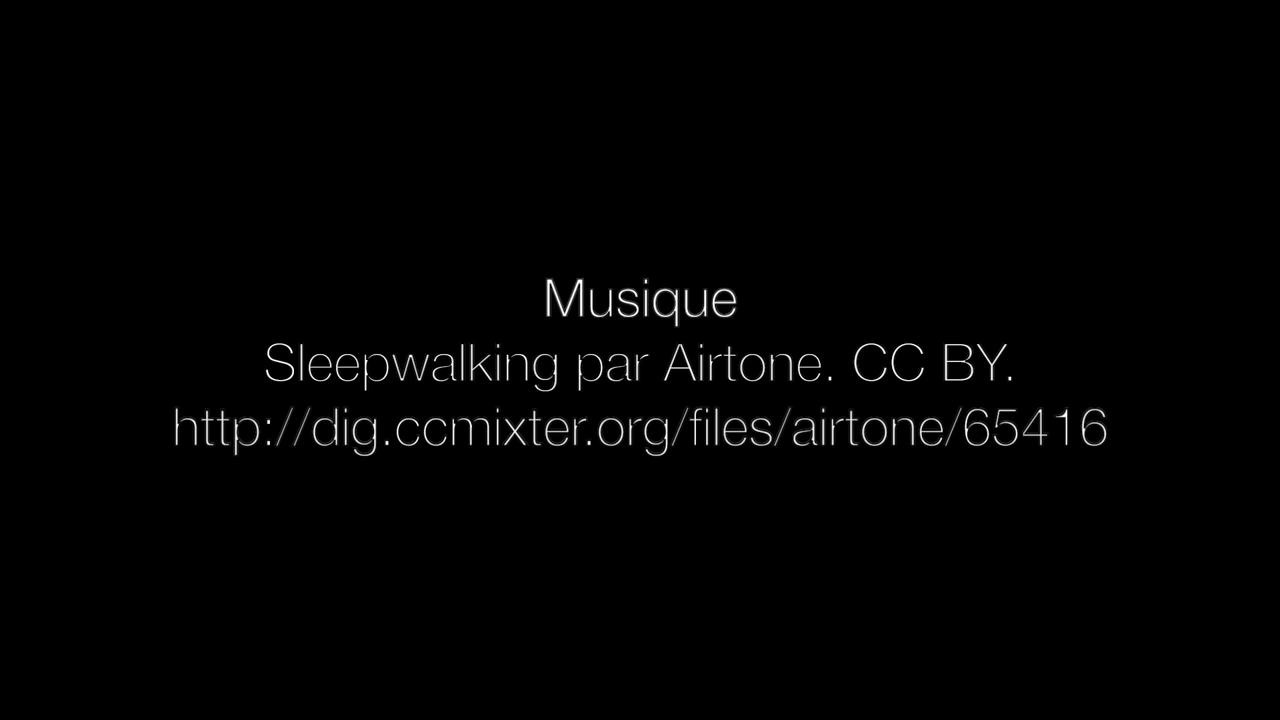 Musique
Sleepwalking par Airtone. CC BY.
http://dig.ccmixter.org/files/airtone/65416